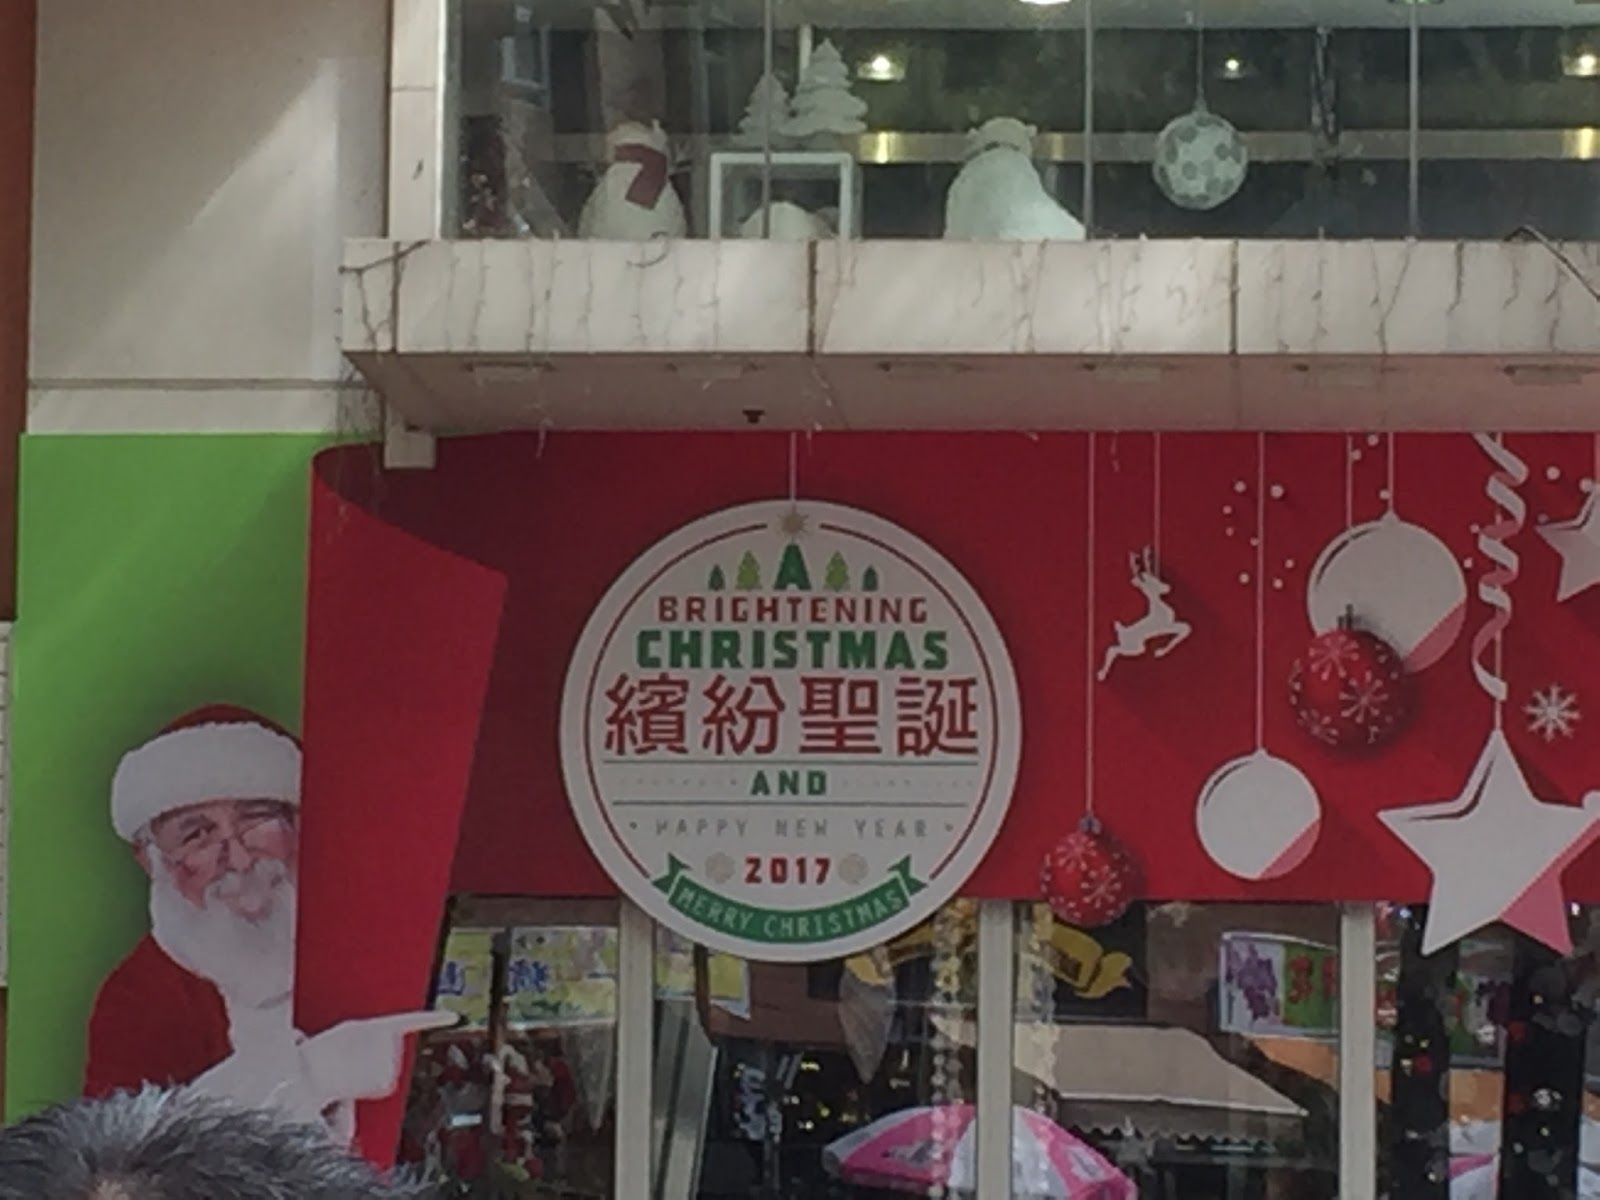 A
BRIGHTENING
CHRISTMAS
繽紛聖誕
AND
HAPPY NEW YEAR
2017
MERRY CHRISTMAS